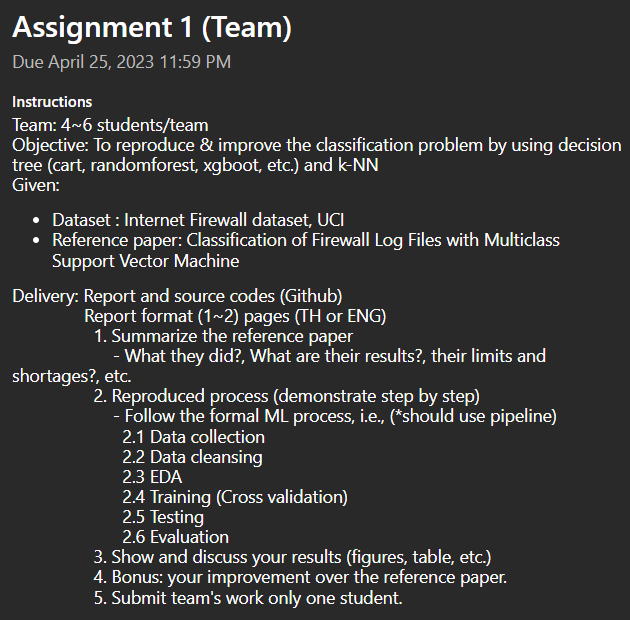 Assignment 1 (Team)
Due April 25, 2023 11:59 PM
Instructions
Team: 4~6 students/team
Objective: To reproduce & improve the classification problem by using decision
tree (cart, randomforest, xgboot, etc.) and k-NN
Given:
• Dataset : Internet Firewall dataset, UCI
• Reference paper: Classification of Firewall Log Files with Multiclass
Support Vector Machine
Delivery: Report and source codes (Github)
Report format (1~2) pages (TH or ENG)
1. Summarize the reference paper
- What they did?, What are their results?, their limits and
shortages?, etc.
2. Reproduced process (demonstrate step by step)
- Follow the formal ML process, i.e., (*should use pipeline)
2.1 Data collection
2.2 Data cleansing
2.3 EDA
2.4 Training (Cross validation)
2.5 Testing
2.6 Evaluation
3. Show and discuss your results (figures, table, etc.)
4. Bonus: your improvement over the reference paper.
5. Submit team's work only one student.